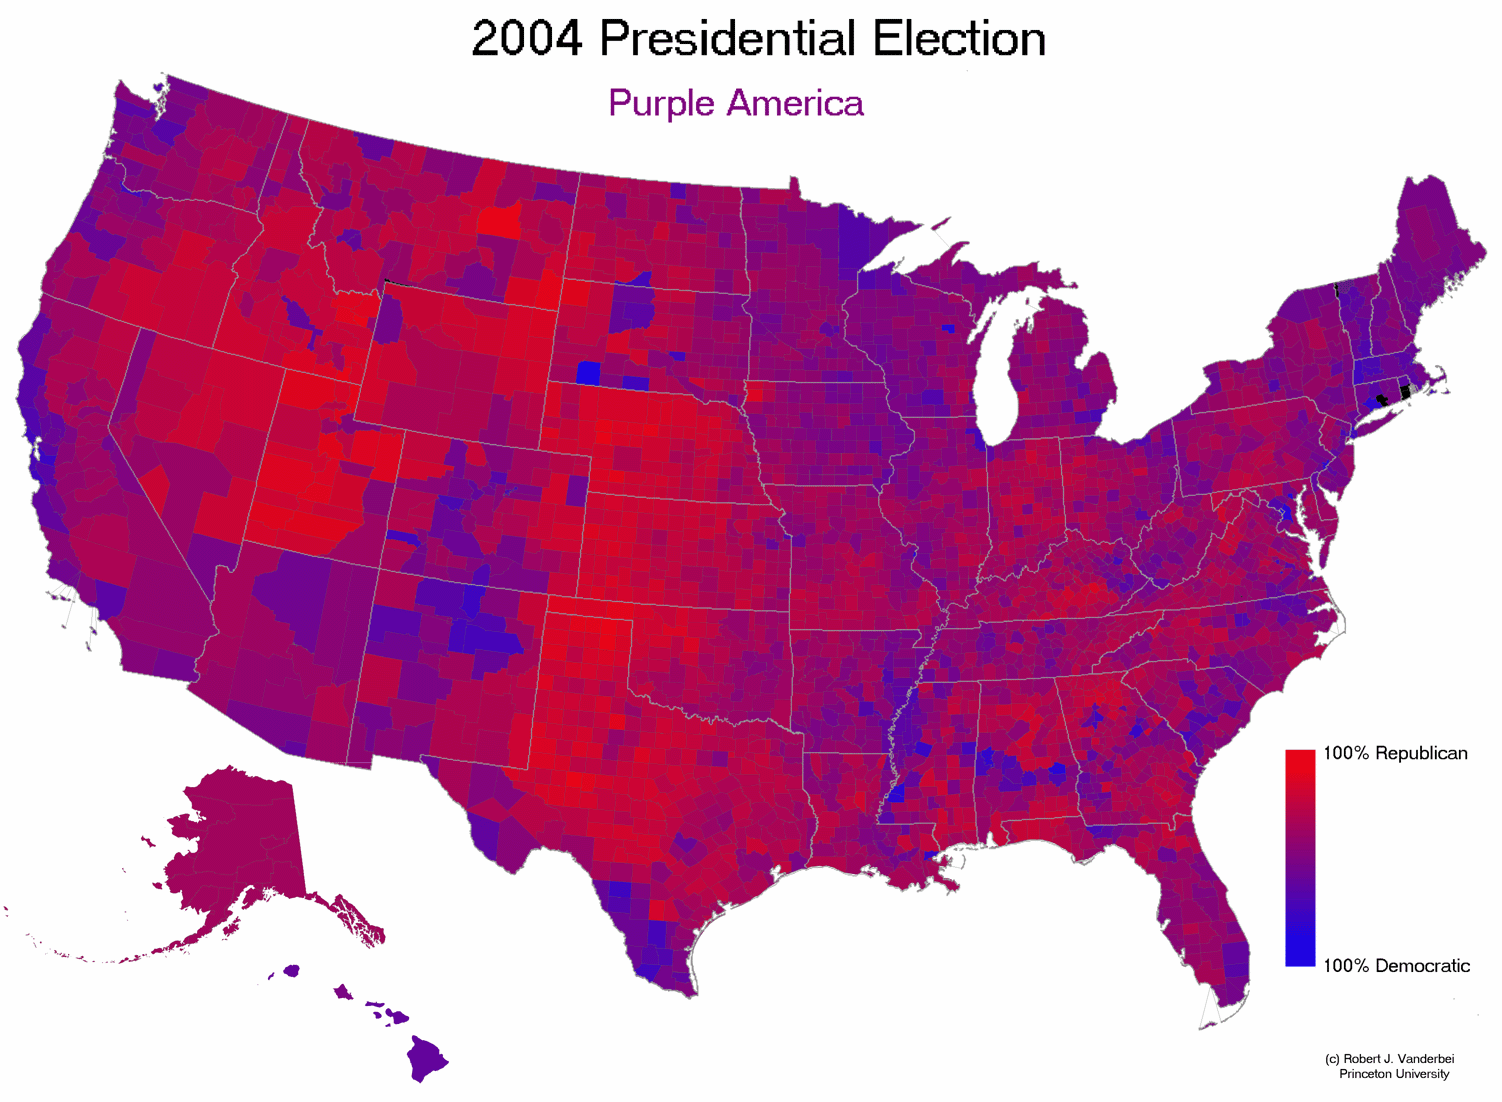 2004 Presidential Election
Purple America
100% Republican
100% Democratic
(c) Robert J. Vanderbei
Princeton University